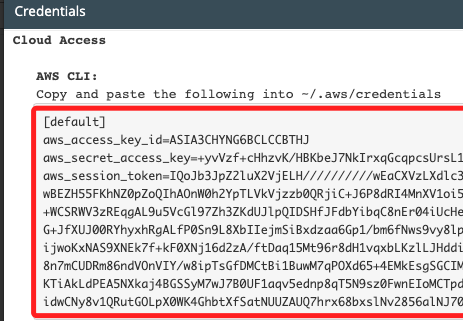 Credentials
Cloud Access
AWS CLI:
Copy and paste the following into ~/.aws/credentials
[default]
aws_access_key_id=ASIA3CHYNG6BCLCCBTHJ
aws_secret_access_key=+yvVzf+cHhzvK/HBKbeJ7NkIrxqGcqpcsUrsL1
aws_session_token=IQoJb3JpZ2luX2VjELH//////////wEaCXVzLXdlc3
wBEZH55FKhNZ0pZoQIhAOnW0h2YpTLVkVjzzb0QRjiC+J6P8dRI4MnXV1oi5
+WCSRWV3zREqgAL9u5VcGl97Zh3ZKdUJlpQIDSHfJFdbYibqC8nEr04iUcHe
G+JfXUJ00RYhyxhRgALfP0Sn9L8XbIIejmSiBxdzaa6Gp1/bm6fNws9vy8lp
ijwoKxNAS9XNEk7f+kF0XNj16d2zA/ftDaq15Mt96r8dH1vqxbLKzlLJHddi
8n7mCUDRm86ndVOnVIY/w8ipTsGfDMCtBi1BuwM7qPOXd65+4EMkEsgSGCIM
KTiAkLdPEA5NXkaj4BGSSyM7wJ7B0UF1aqv5ednp8qT5N9sz0FwnEIoMCTpd
idwCNy8v1QRutGOLpX0WK4GhbtXfSatNUUZAUQ7hrx68bxslNv2856alNJ70